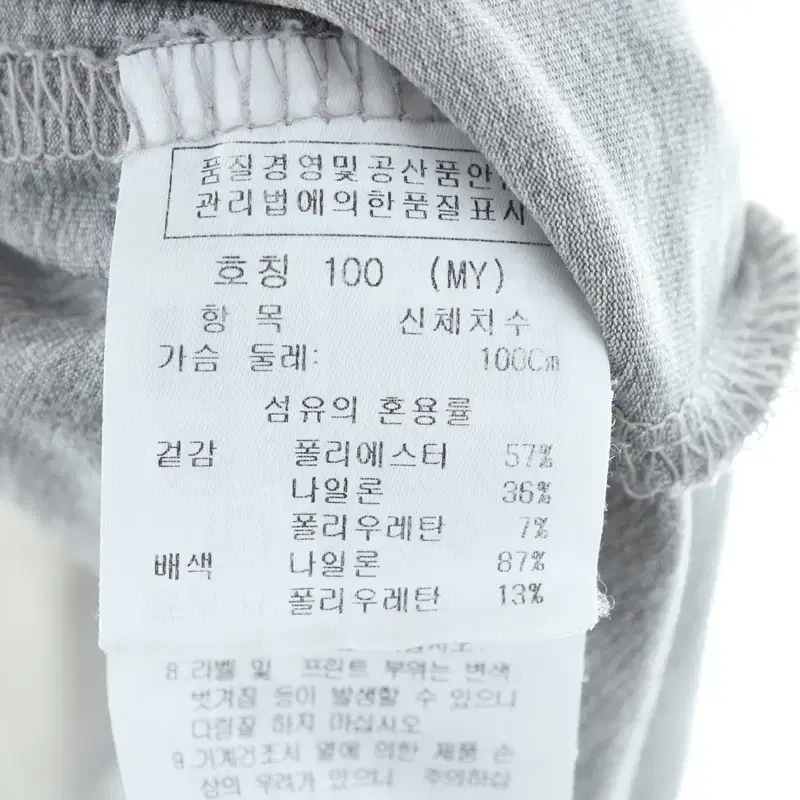 품질경영및공산품안
관리법에의한품질표시
호칭 100 (MY)
항 목 신체치수
가슴 둘레: 100Cm
섬유의 혼용률
겉감 폴리에스터 57%
나일론 36%
폴리우레탄 7%
배색 나일론 87%
폴리우레탄 13%
8.라벨 및 프린트 부위는 변색
벗겨짐 등이 발생할 수 있으니
다림질 하지 마십시오
9.기계건조시 열에 의한 제품 손
상의 우려가 있으니 주의하십